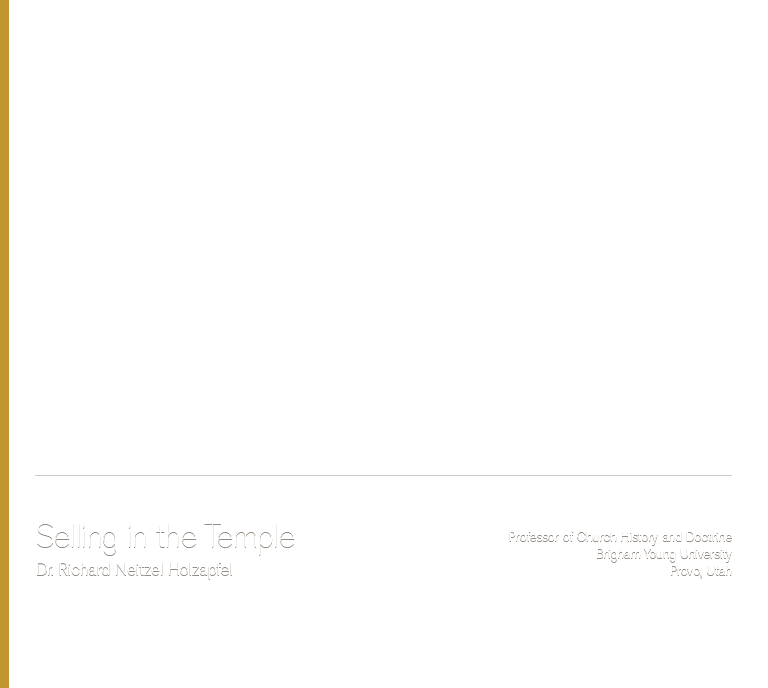 Selling in the Temple
Dr. Richard Neitzel Holzapfel
Professor of Church History and Doctrine
Brigham Young University
Provo, Utah